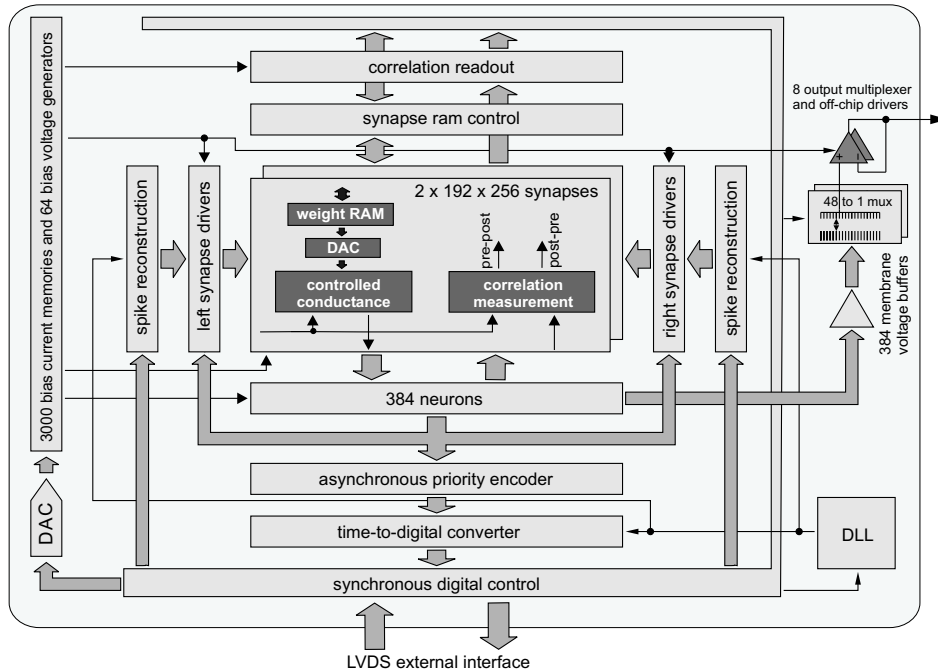 3000 bias current memories and 64 bias voltage generators
correlation readout
synapse ram control
8 output multiplexer
and off-chip drivers
+
-
spike reconstruction
left synapse drivers
2 x 192 x 256 synapses
weight RAM
DAC
controlled
conductance
pre-post
post-pre
correlation
measurement
right synapse drivers
spike reconstruction
48 to 1 mux
384 membrane
voltage buffers
384 neurons
asynchronous priority encoder
time-to-digital converter
DAC
DLL
synchronous digital control
LVDS external interface